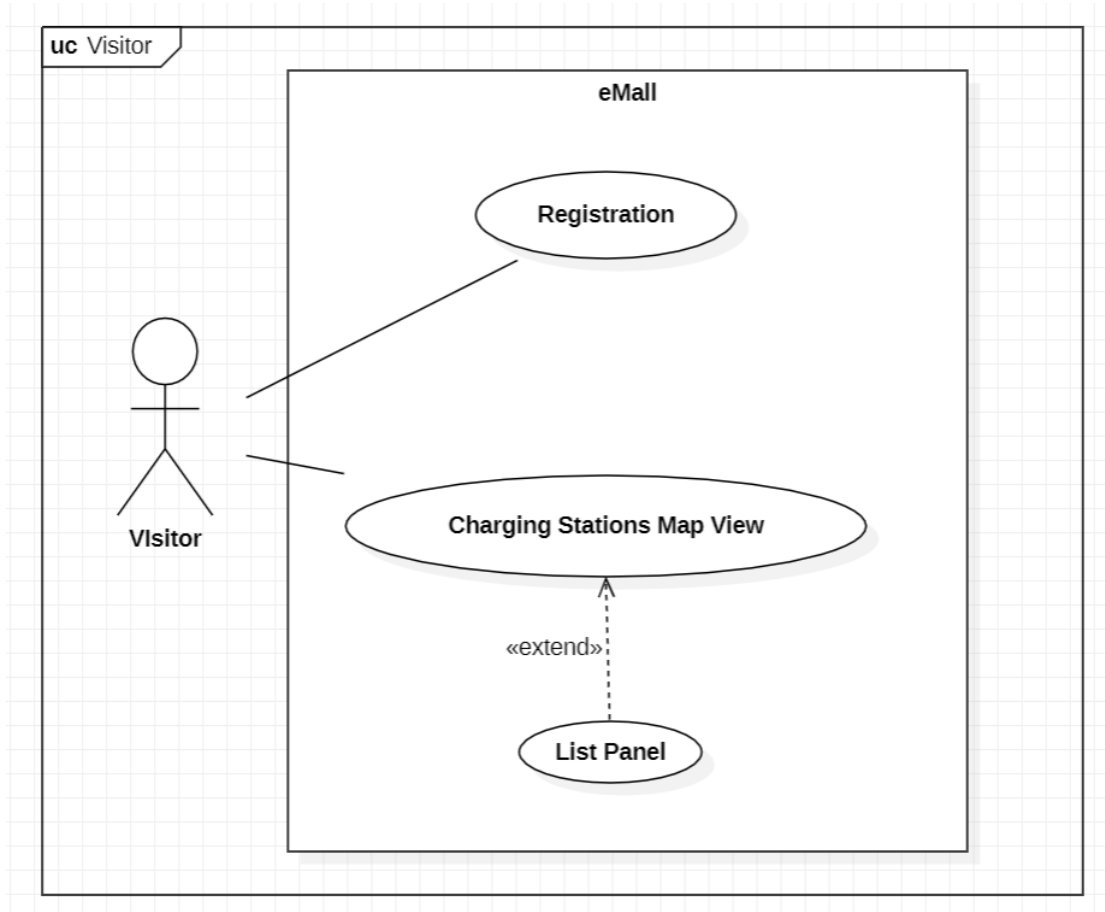 uc Visitor
eMall
Registration
VIsitor
Charging Stations Map View
«extend»
List Panel